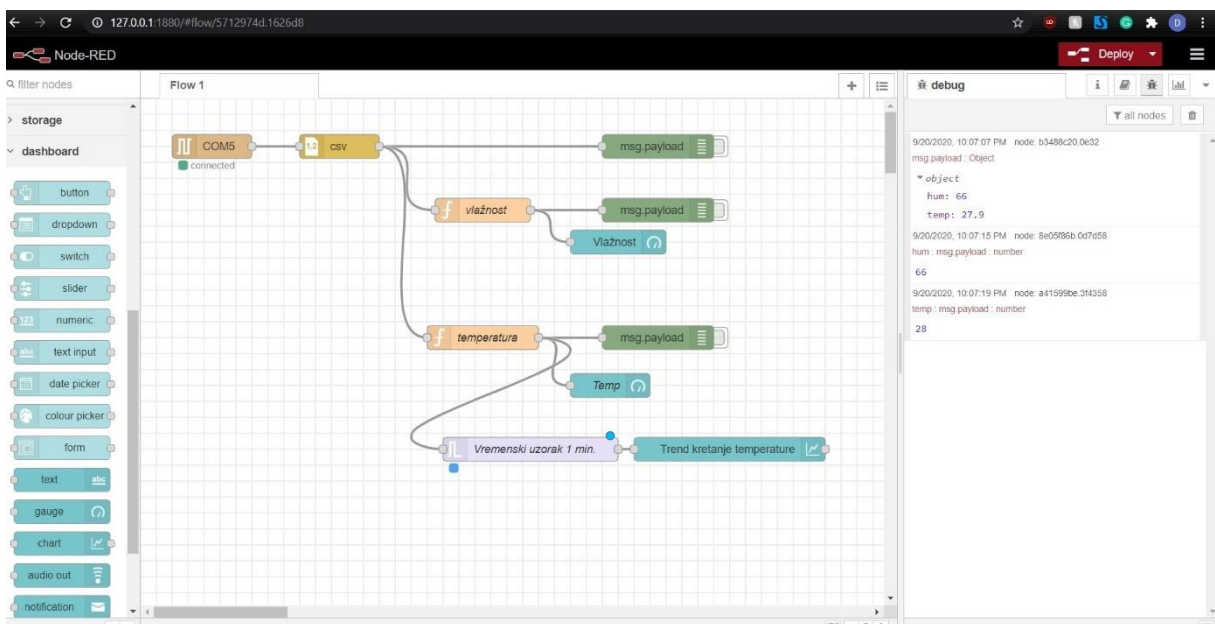 127.0.0.1:1880/#flow/5712974d.1626d8
Node-RED
Deploy
filter nodes
storage
dashboard
button
dropdown
switch
slider
123 numeric
abc text input
date picker
colour picker
form
text abc
gauge
chart
audio out
notification
Flow 1
COM5
connected
1,2 csv
msg.payload
f vlažnost
msg.payload
Vlažnost
f temperatura
msg.payload
Temp
Vremenski uzorak 1 min.
Trend kretanje temperature
debug
i
all nodes
9/20/2020, 10:07:07 PM node: b3488c20.0e32
msg.payload : Object
object
hum: 66
temp: 27.9
9/20/2020, 10:07:15 PM node: 8e05f86b.0d7d58
hum : msg.payload : number
66
9/20/2020, 10:07:19 PM node: a41599be.3f4358
temp : msg.payload : number
28